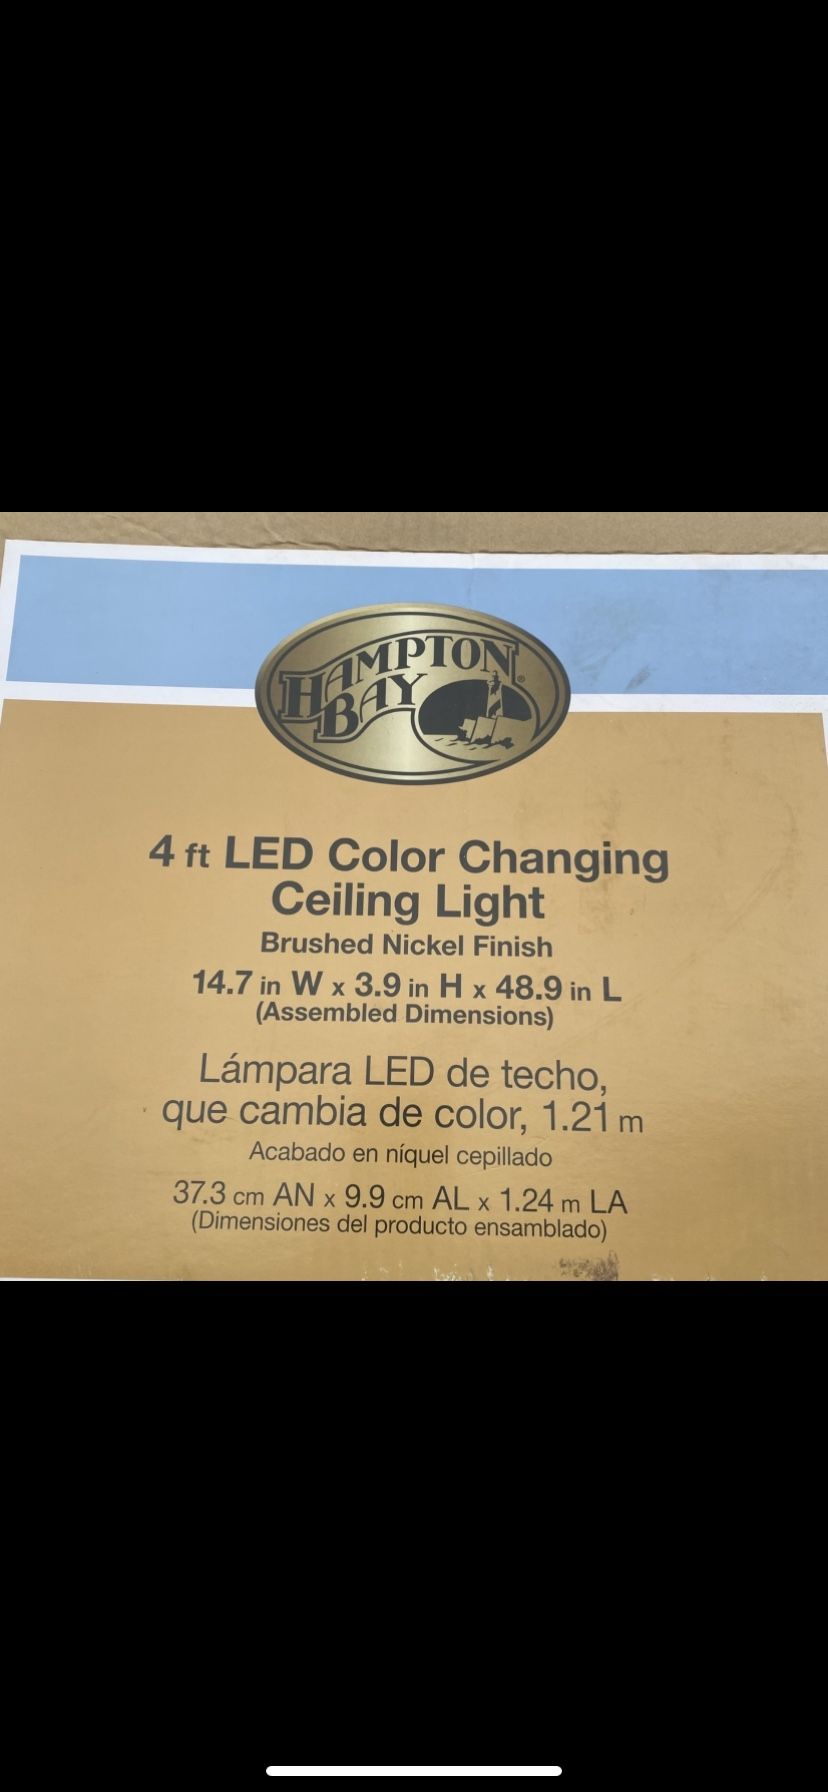 HAMPTON
BAY®
4 ft LED Color Changing
Ceiling Light
Brushed Nickel Finish
14.7 in W x 3.9 in H x 48.9 in L
(Assembled Dimensions)
Lámpara LED de techo,
que cambia de color, 1.21 m
Acabado en níquel cepillado
37.3 cm AN x 9.9 cm AL x 1.24 m LA
(Dimensiones del producto ensamblado)